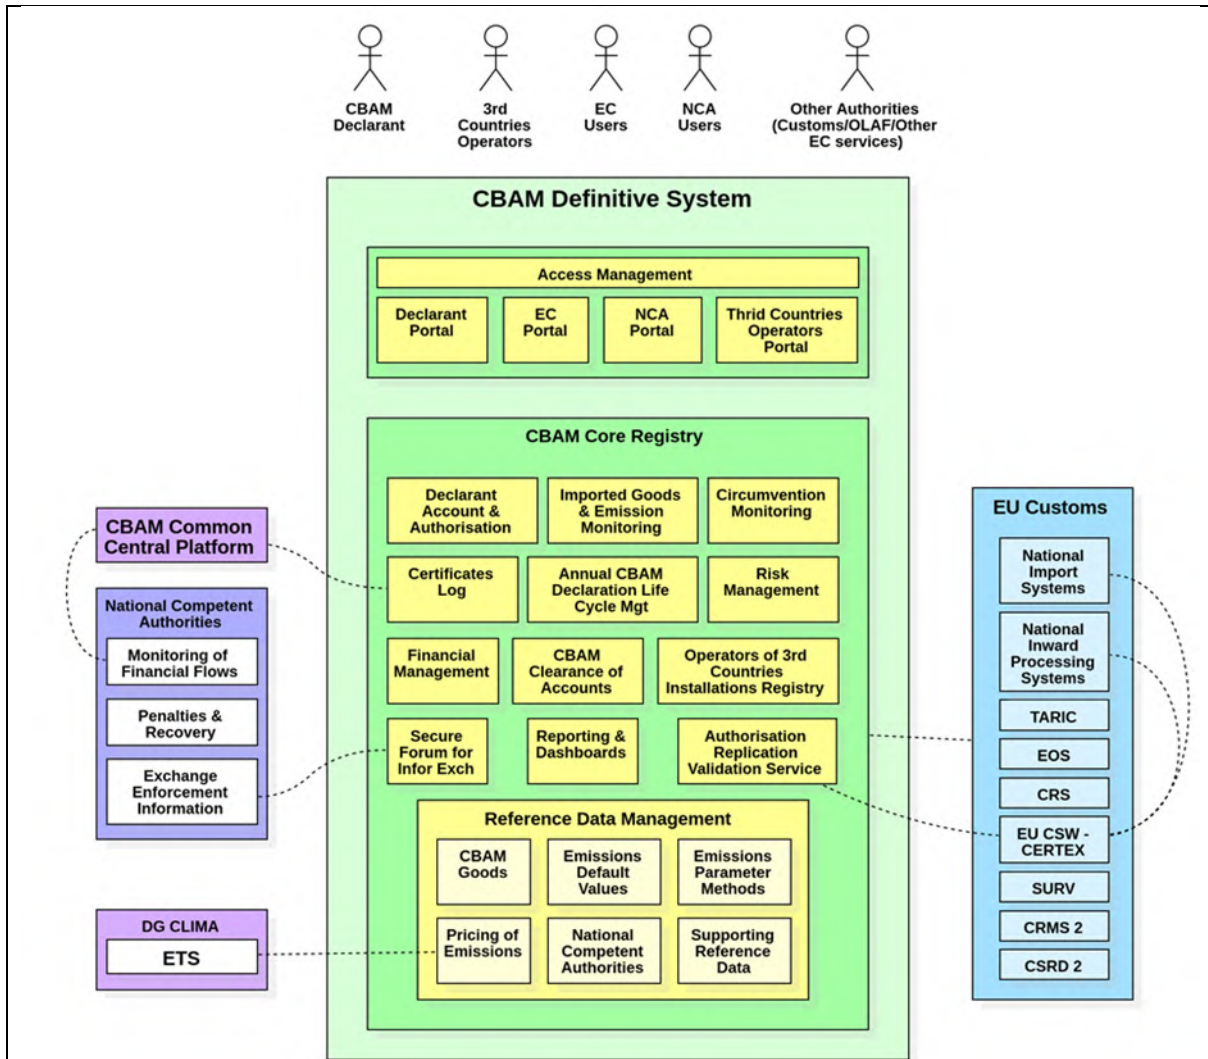 CBAM
Declarant
3rd
Countries
Operators
EC
Users
NCA
Users
Other Authorities
(Customs/OLAF/Other
EC services)
CBAM Definitive System
Access Management
Declarant
Portal
EC
Portal
NCA
Portal
Thrid Countries
Operators
Portal
CBAM Core Registry
Declarant
Account &
Authorisation
Imported Goods
& Emission
Monitoring
Circumvention
Monitoring
Certificates
Log
Annual CBAM
Declaration Life
Cycle Mgt
Risk
Management
Financial
Management
CBAM
Clearance of
Accounts
Operators of 3rd
Countries
Installations Registry
Secure
Forum for
Infor Exch
Reporting &
Dashboards
Authorisation
Replication
Validation Service
Reference Data Management
CBAM
Goods
Emissions
Default
Values
Emissions
Parameter
Methods
Pricing of
Emissions
National
Competent
Authorities
Supporting
Reference
Data
CBAM Common
Central Platform
National Competent
Authorities
Monitoring of
Financial Flows
Penalties &
Recovery
Exchange
Enforcement
Information
DG CLIMA
ETS
EU Customs
National
Import
Systems
National
Inward
Processing
Systems
TARIC
EOS
CRS
EU CSW -
CERTEX
SURV
CRMS 2
CSRD 2